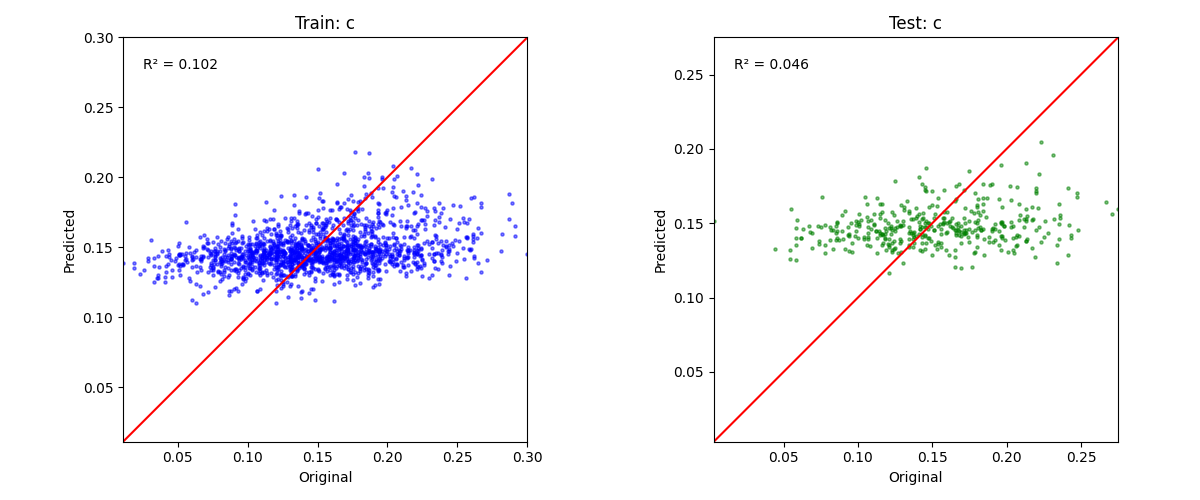 Train: c
R² = 0.102
0.30
0.25
0.20
0.15
0.10
0.05
Predicted
0.05 0.10 0.15 0.20 0.25 0.30
Original
Test: c
R² = 0.046
0.25
0.20
0.15
0.10
0.05
Predicted
0.05 0.10 0.15 0.20 0.25
Original